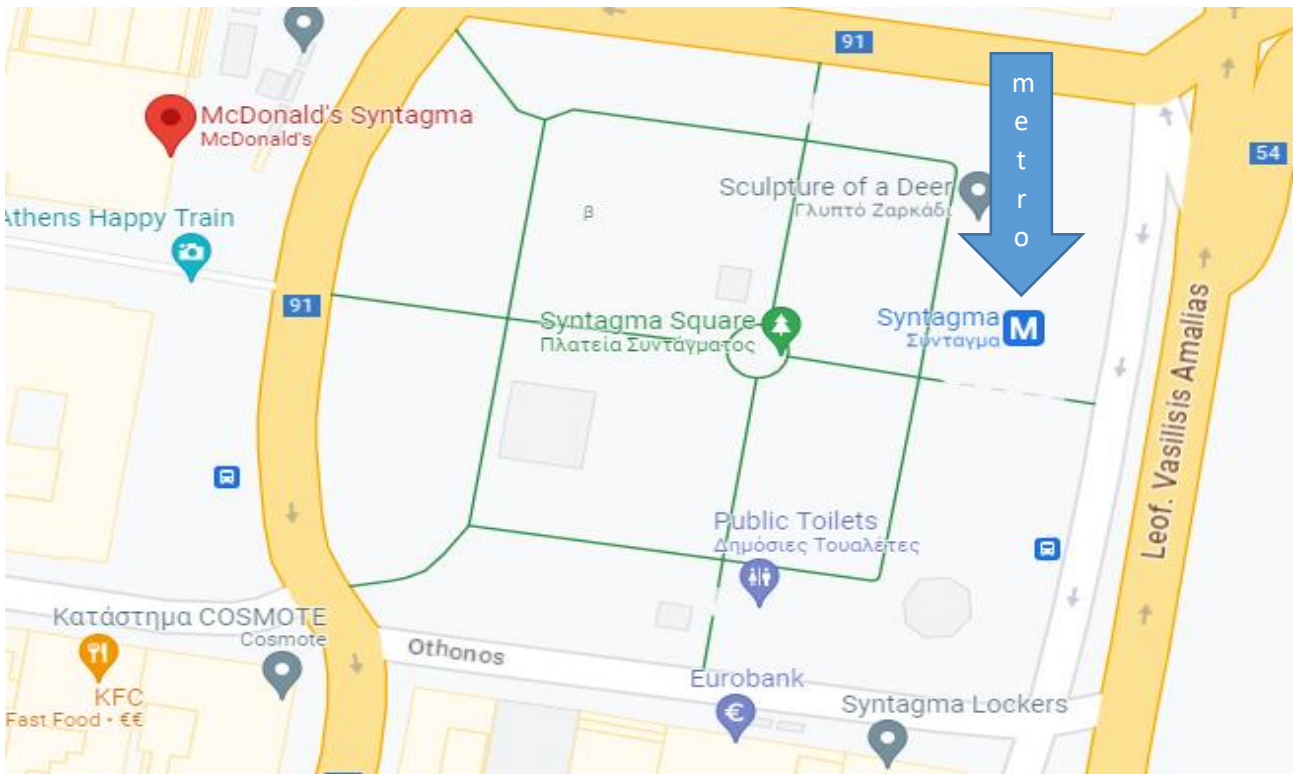 91
m
e
t
r
o
McDonald's Syntagma
McDonald's
54
Sculpture of a Deer
Γλυπτό Ζαρκάδι
β
Athens Happy Train
91
Syntagma Square
Πλατεία Συντάγματος
Syntagma
Σύνταγμα
M
Leof. Vasilisis Amalias
Public Toilets
Δημόσιες Τουαλέτες
Κατάστημα COSMOTE
Cosmote
Othonos
KFC
Fast Food · €€
Eurobank
€
Syntagma Lockers